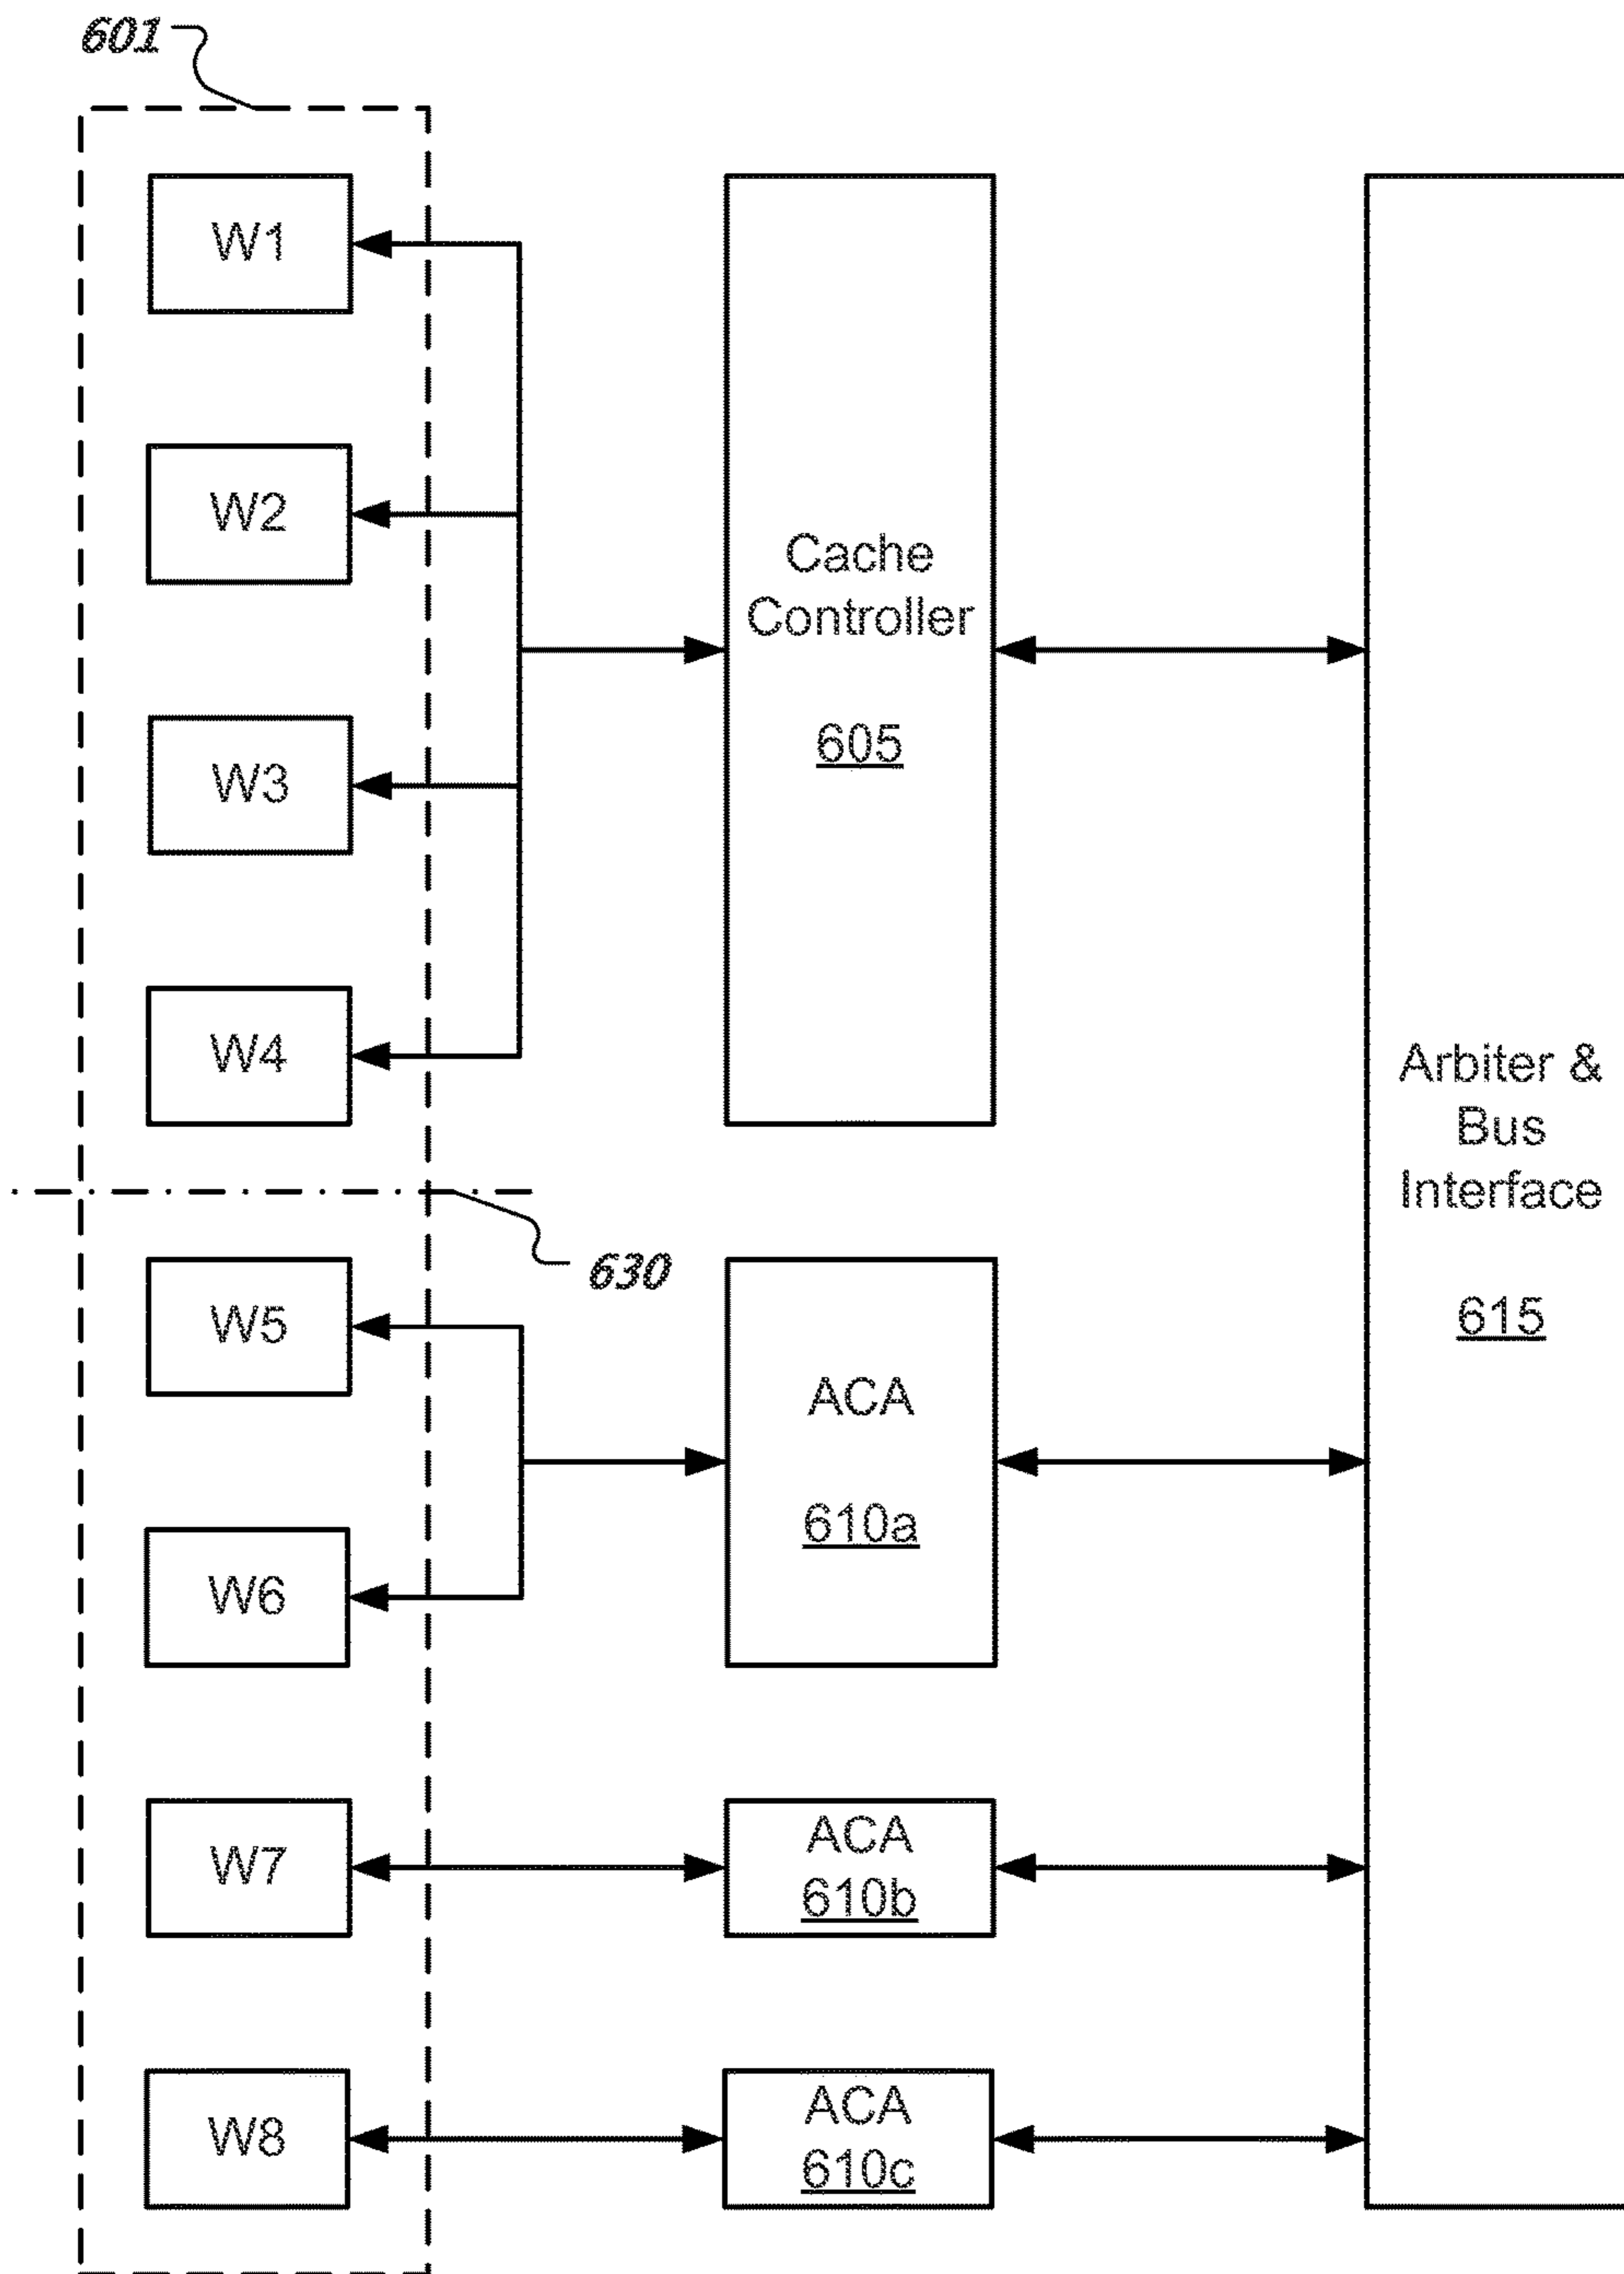 601
W1
W2
Cache
Controller
605
W3
W4
Arbiter &
Bus
Interface
615
630
W5
ACA
610a
W6
W7
ACA
610b
W8
ACA
610c